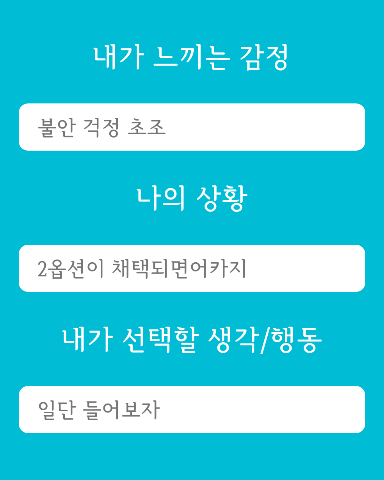 내가 느끼는 감정
불안 걱정 초조
나의 상황
2옵션이 채택되면어카지
내가 선택할 생각/행동
일단 들어보자